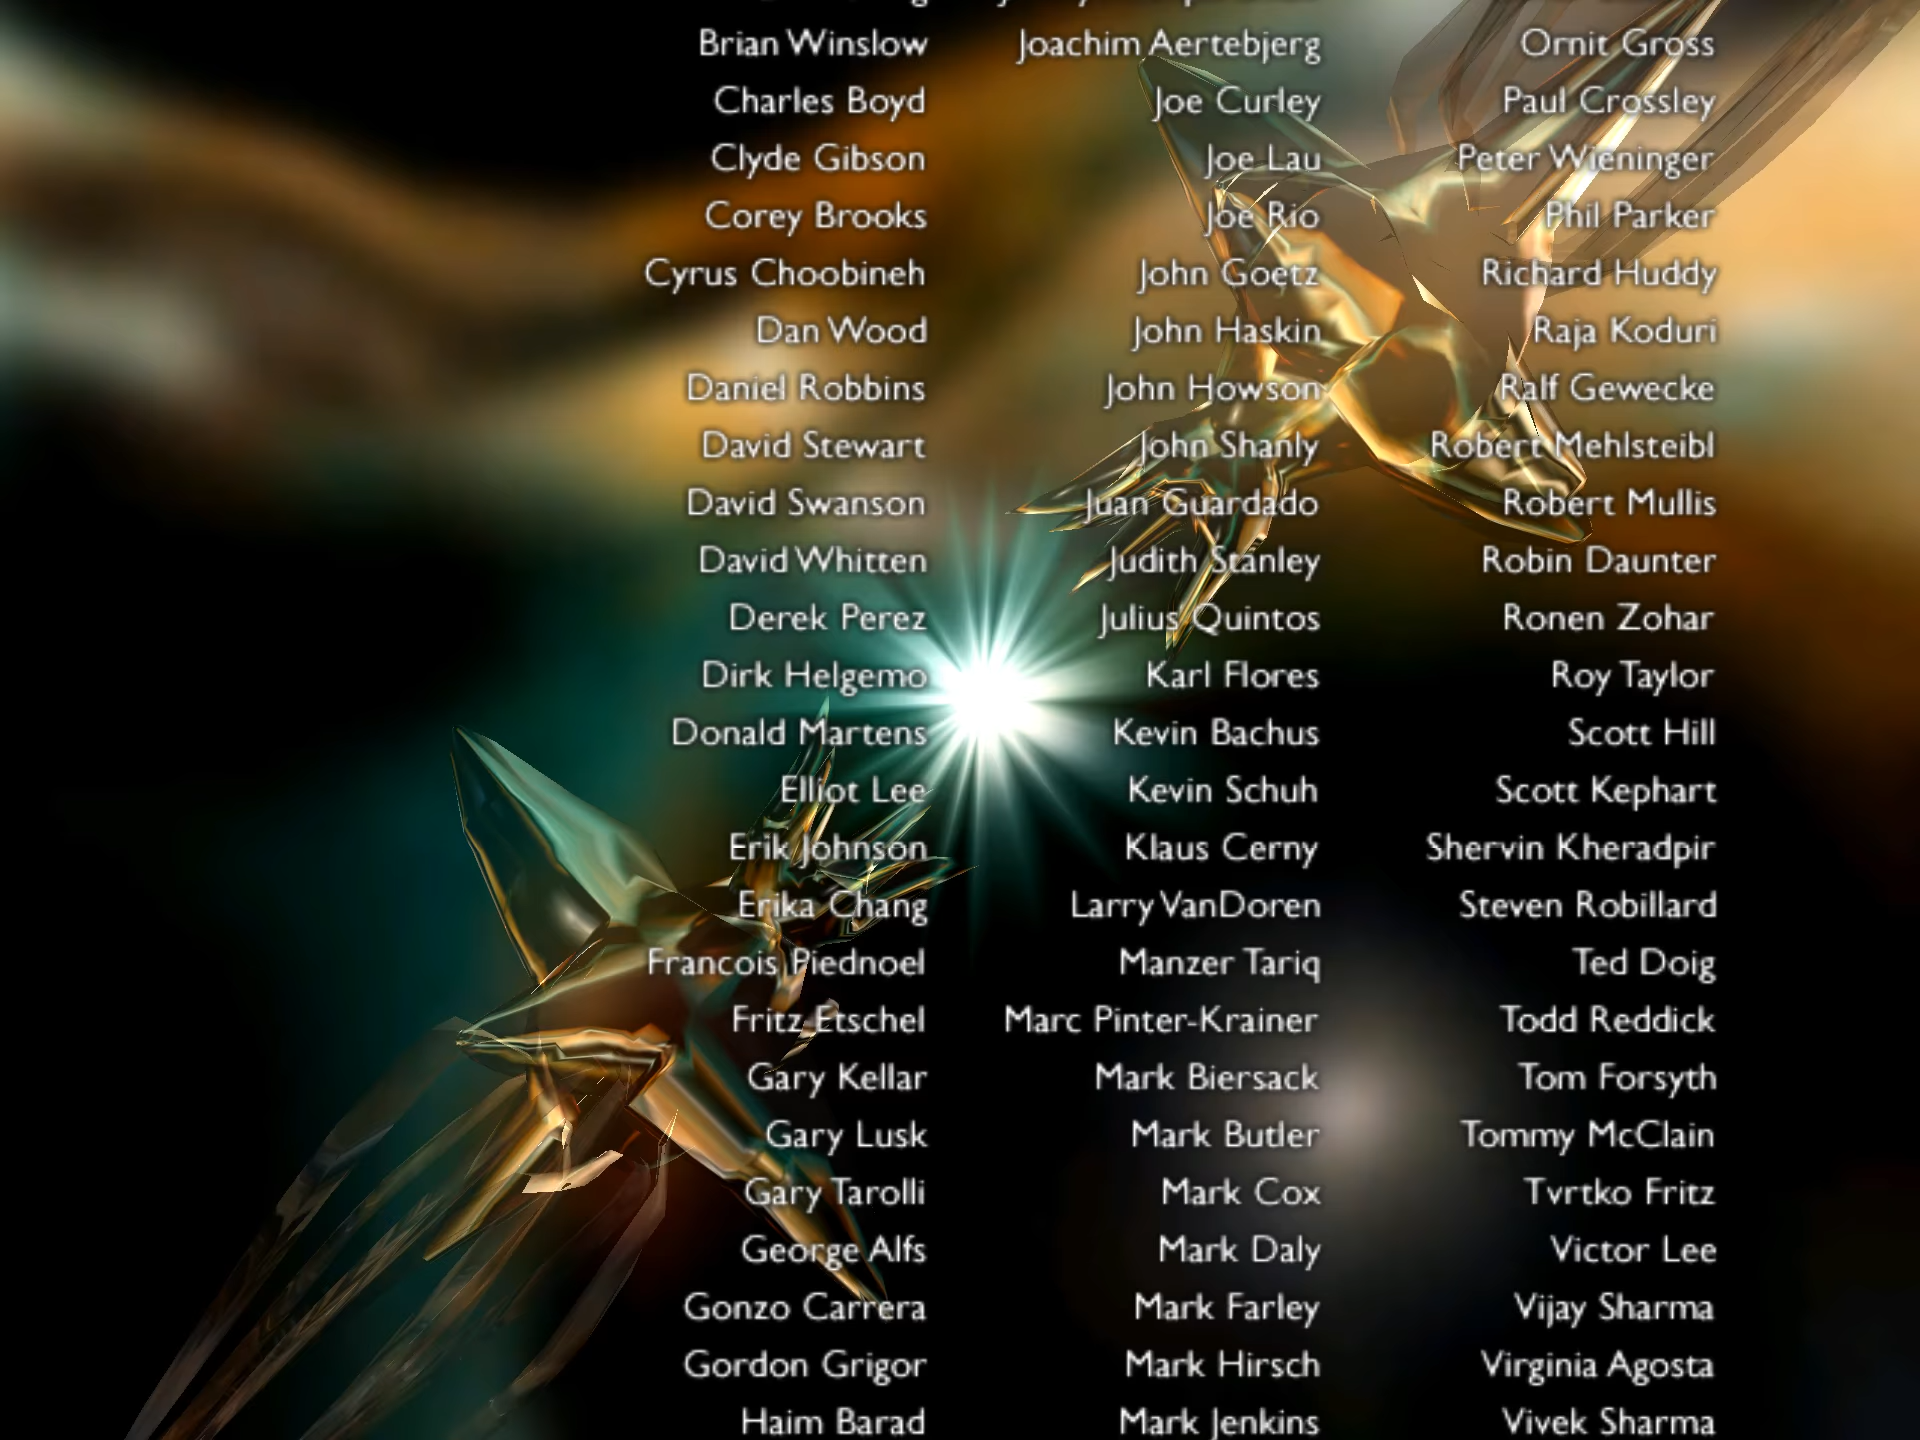 Brian Winslow Joachim Aertebjerg Ornit Gross
Charles Boyd Joe Curley Paul Crossley
Clyde Gibson Joe Lau Peter Wieninger
Corey Brooks Joe Rio Phil Parker
Cyrus Choobineh John Goetz Richard Huddy
Dan Wood John Haskin Raja Koduri
Daniel Robbins John Howson Ralf Gewecke
David Stewart John Shanly Robert Mehlsteibl
David Swanson Juan Guardado Robert Mullis
David Whitten Judith Stanley Robin Daunter
Derek Perez Julius Quintos Ronen Zohar
Dirk Helgemo Karl Flores Roy Taylor
Donald Martens Kevin Bachus Scott Hill
Elliot Lee Kevin Schuh Scott Kephart
Erik Johnson Klaus Cerny Shervin Kheradpir
Erika Chang Larry VanDoren Steven Robillard
Francois Piednoel Manzer Tariq Ted Doig
Fritz Etschel Marc Pinter-Krainer Todd Reddick
Gary Kellar Mark Biersack Tom Forsyth
Gary Lusk Mark Butler Tommy McClain
Gary Tarolli Mark Cox Tvrtko Fritz
George Alfs Mark Daly Victor Lee
Gonzo Carrera Mark Farley Vijay Sharma
Gordon Grigor Mark Hirsch Virginia Agosta
Haim Barad Mark Jenkins Vivek Sharma